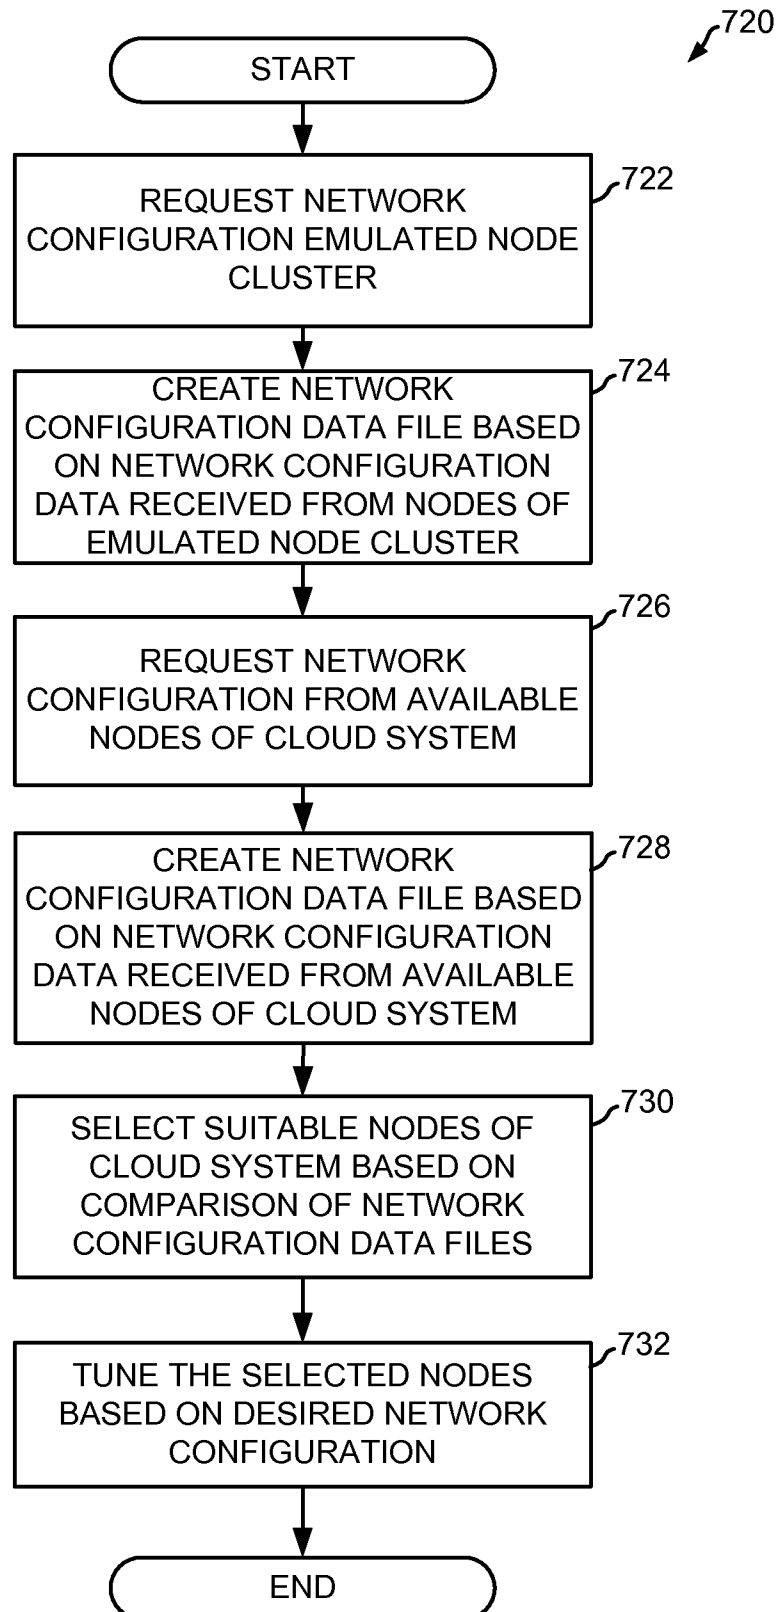 720
START
722
REQUEST NETWORK
CONFIGURATION EMULATED NODE
CLUSTER
724
CREATE NETWORK
CONFIGURATION DATA FILE BASED
ON NETWORK CONFIGURATION
DATA RECEIVED FROM NODES OF
EMULATED NODE CLUSTER
726
REQUEST NETWORK
CONFIGURATION FROM AVAILABLE
NODES OF CLOUD SYSTEM
728
CREATE NETWORK
CONFIGURATION DATA FILE BASED
ON NETWORK CONFIGURATION
DATA RECEIVED FROM AVAILABLE
NODES OF CLOUD SYSTEM
730
SELECT SUITABLE NODES OF
CLOUD SYSTEM BASED ON
COMPARISON OF NETWORK
CONFIGURATION DATA FILES
732
TUNE THE SELECTED NODES
BASED ON DESIRED NETWORK
CONFIGURATION
END